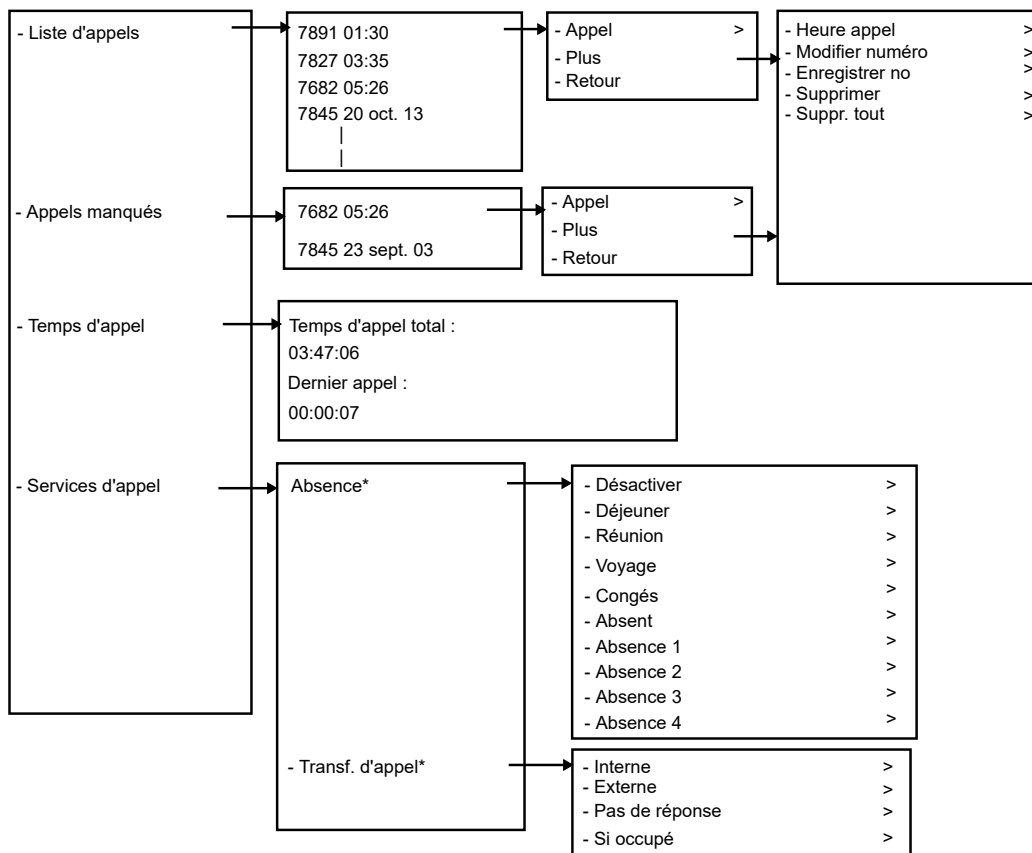 - Liste d'appels
7891 01:30
7827 03:35
7682 05:26
7845 20 oct. 13
|
|
- Appel >
- Plus
- Retour
- Heure appel >
- Modifier numéro >
- Enregistrer no >
- Supprimer >
- Suppr. tout >
- Appels manqués
7682 05:26
7845 23 sept. 03
- Appel >
- Plus
- Retour
- Temps d'appel
Temps d'appel total :
03:47:06
Dernier appel :
00:00:07
- Services d'appel
Absence*
- Désactiver >
- Déjeuner >
- Réunion >
- Voyage >
- Congés >
- Absent >
- Absence 1 >
- Absence 2 >
- Absence 3 >
- Absence 4 >
- Transf. d'appel*
- Interne >
- Externe >
- Pas de réponse >
- Si occupé >